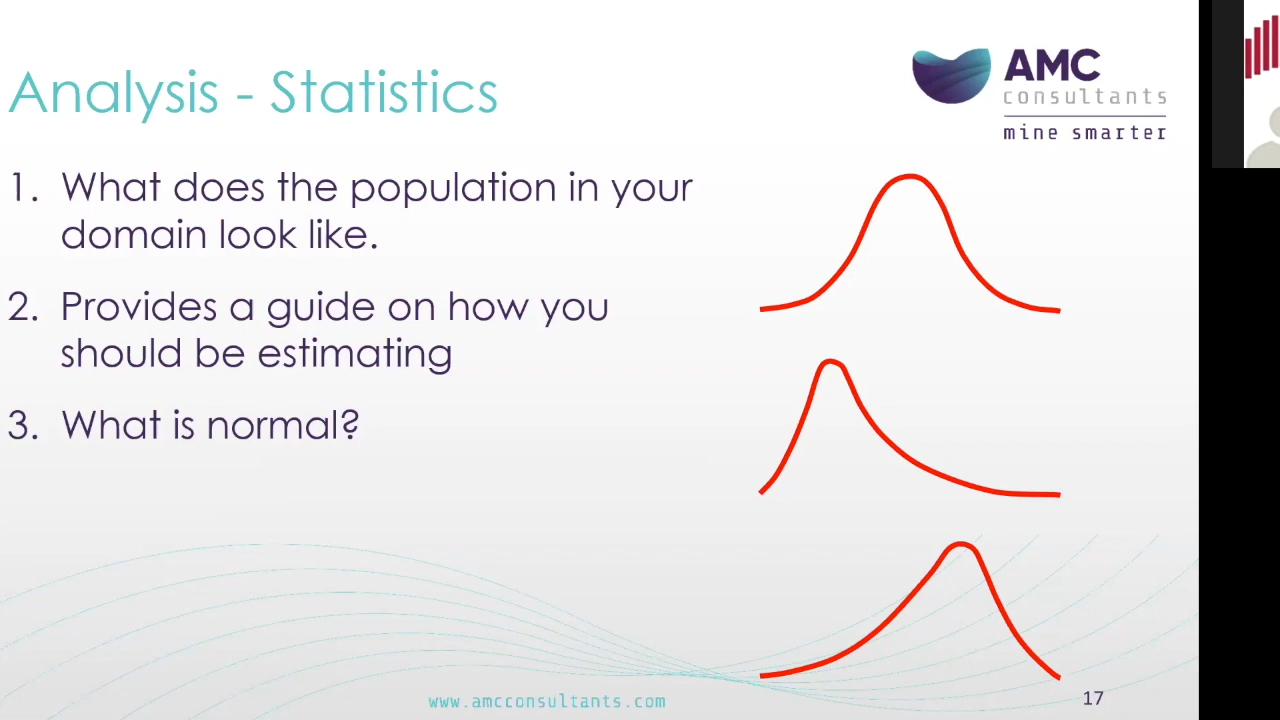 Analysis - Statistics
AMC
consultants
mine smarter
1. What does the population in your
domain look like.
2. Provides a guide on how you
should be estimating
3. What is normal?
www.amcconsultants.com
17